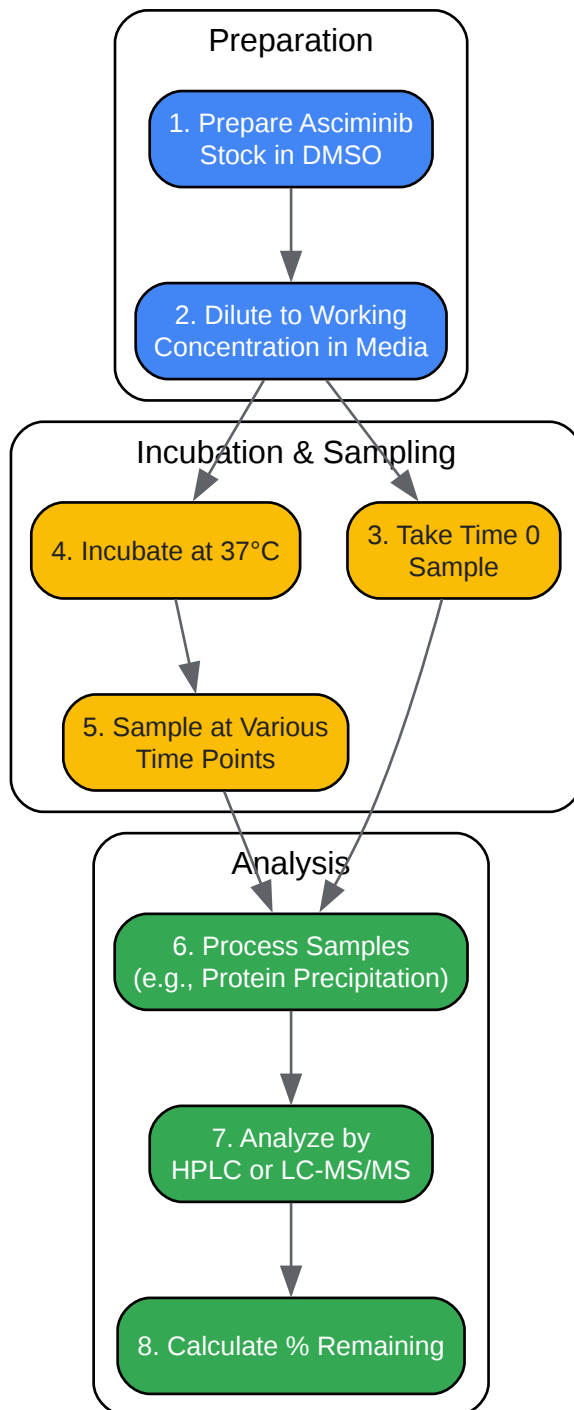 Preparation
1. Prepare Asciminib
Stock in DMSO
2. Dilute to Working
Concentration in Media
Incubation & Sampling
4. Incubate at 37°C
3. Take Time 0
Sample
5. Sample at Various
Time Points
Analysis
6. Process Samples
(e.g., Protein Precipitation)
7. Analyze by
HPLC or LC-MS/MS
8. Calculate % Remaining